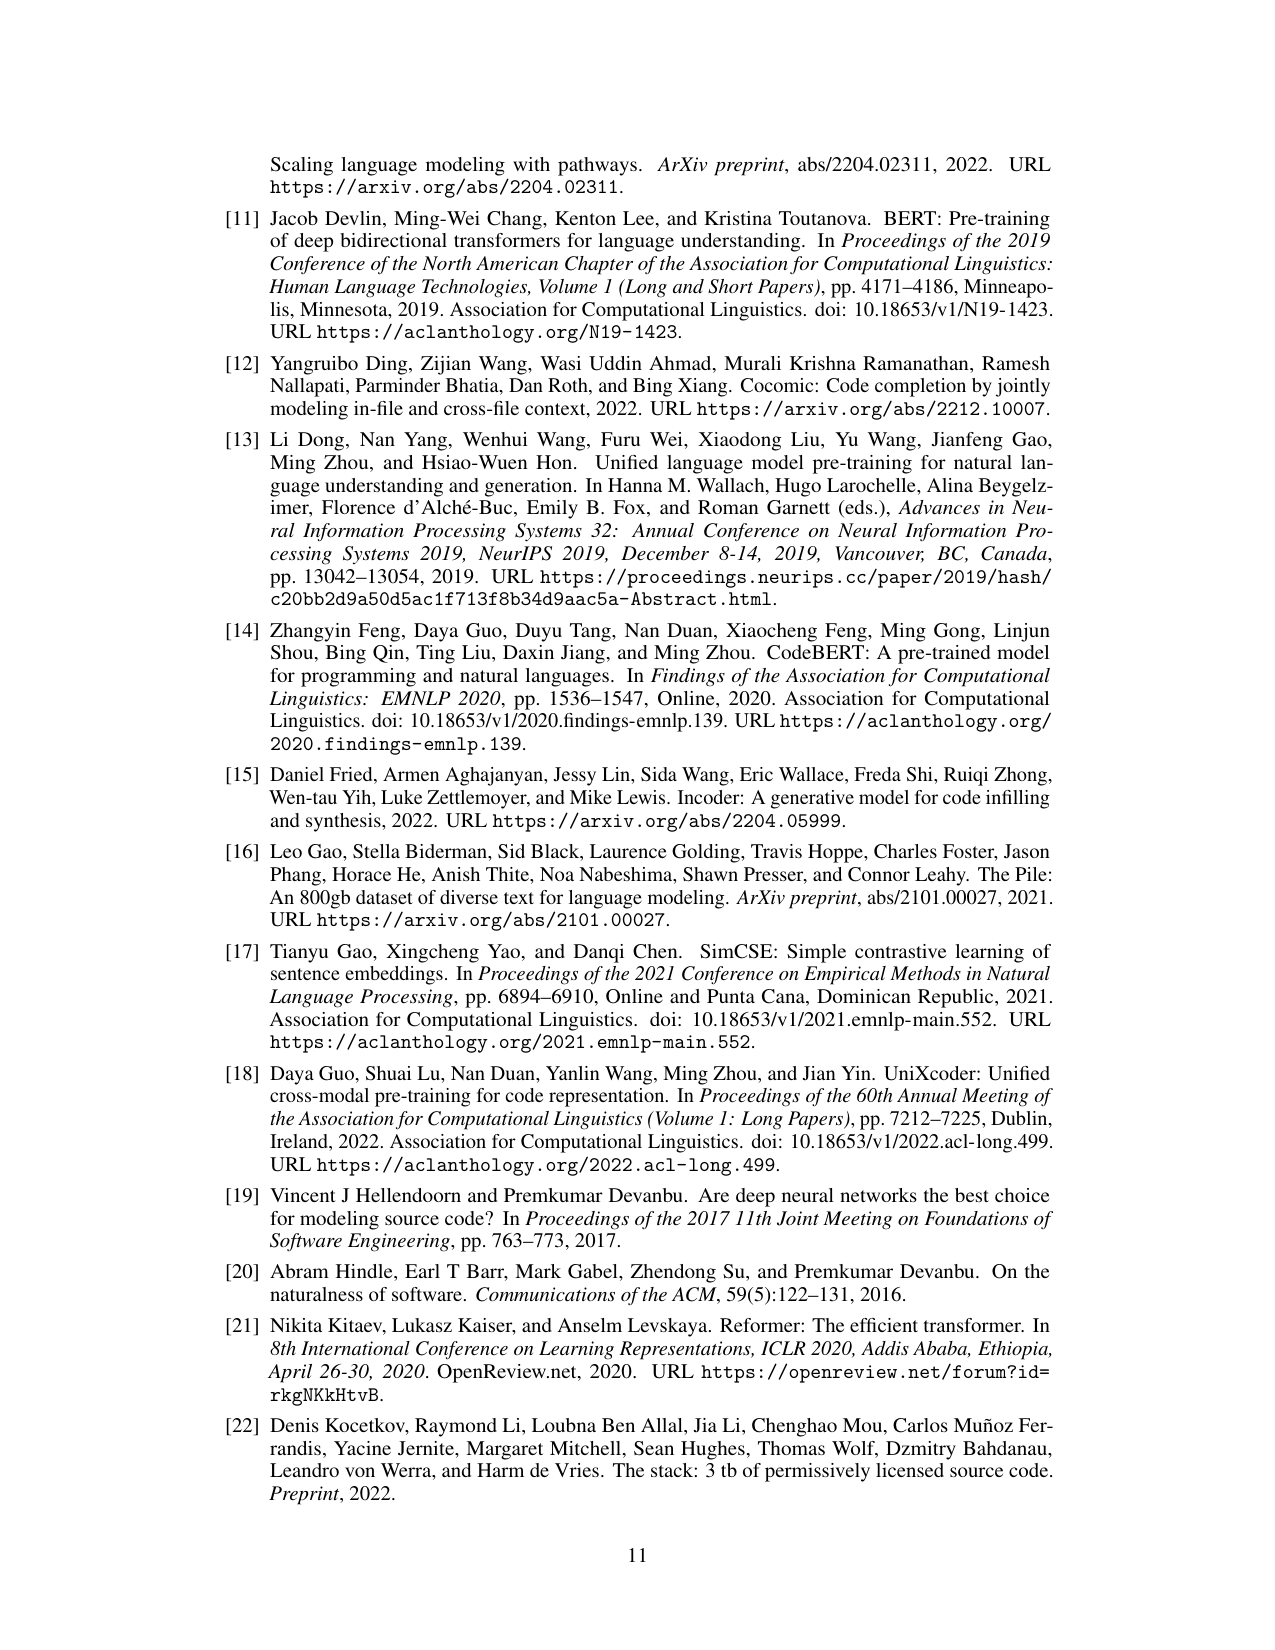 Scaling language modeling with pathways. ArXiv preprint, abs/2204.02311, 2022. URL
https://arxiv.org/abs/2204.02311.
[11] Jacob Devlin, Ming-Wei Chang, Kenton Lee, and Kristina Toutanova. BERT: Pre-training
of deep bidirectional transformers for language understanding. In Proceedings of the 2019
Conference of the North American Chapter of the Association for Computational Linguistics:
Human Language Technologies, Volume 1 (Long and Short Papers), pp. 4171–4186, Minneapo-
lis, Minnesota, 2019. Association for Computational Linguistics. doi: 10.18653/v1/N19-1423.
URL https://aclanthology.org/N19-1423.
[12] Yangruibo Ding, Zijian Wang, Wasi Uddin Ahmad, Murali Krishna Ramanathan, Ramesh
Nallapati, Parminder Bhatia, Dan Roth, and Bing Xiang. Cocomic: Code completion by jointly
modeling in-file and cross-file context, 2022. URL https://arxiv.org/abs/2212.10007.
[13] Li Dong, Nan Yang, Wenhui Wang, Furu Wei, Xiaodong Liu, Yu Wang, Jianfeng Gao,
Ming Zhou, and Hsiao-Wuen Hon. Unified language model pre-training for natural lan-
guage understanding and generation. In Hanna M. Wallach, Hugo Larochelle, Alina Beygelz-
imer, Florence d'Alché-Buc, Emily B. Fox, and Roman Garnett (eds.), Advances in Neu-
ral Information Processing Systems 32: Annual Conference on Neural Information Pro-
cessing Systems 2019, NeurIPS 2019, December 8-14, 2019, Vancouver, BC, Canada,
pp. 13042–13054, 2019. URL https://proceedings.neurips.cc/paper/2019/hash/
c20bb2d9a50d5ac1f713f8b34d9aac5a-Abstract.html.
[14] Zhangyin Feng, Daya Guo, Duyu Tang, Nan Duan, Xiaocheng Feng, Ming Gong, Linjun
Shou, Bing Qin, Ting Liu, Daxin Jiang, and Ming Zhou. CodeBERT: A pre-trained model
for programming and natural languages. In Findings of the Association for Computational
Linguistics: EMNLP 2020, pp. 1536–1547, Online, 2020. Association for Computational
Linguistics. doi: 10.18653/v1/2020.findings-emnlp.139. URL https://aclanthology.org/
2020.findings-emnlp.139.
[15] Daniel Fried, Armen Aghajanyan, Jessy Lin, Sida Wang, Eric Wallace, Freda Shi, Ruiqi Zhong,
Wen-tau Yih, Luke Zettlemoyer, and Mike Lewis. Incoder: A generative model for code infilling
and synthesis, 2022. URL https://arxiv.org/abs/2204.05999.
[16] Leo Gao, Stella Biderman, Sid Black, Laurence Golding, Travis Hoppe, Charles Foster, Jason
Phang, Horace He, Anish Thite, Noa Nabeshima, Shawn Presser, and Connor Leahy. The Pile:
An 800gb dataset of diverse text for language modeling. ArXiv preprint, abs/2101.00027, 2021.
URL https://arxiv.org/abs/2101.00027.
[17] Tianyu Gao, Xingcheng Yao, and Danqi Chen. SimCSE: Simple contrastive learning of
sentence embeddings. In Proceedings of the 2021 Conference on Empirical Methods in Natural
Language Processing, pp. 6894–6910, Online and Punta Cana, Dominican Republic, 2021.
Association for Computational Linguistics. doi: 10.18653/v1/2021.emnlp-main.552. URL
https://aclanthology.org/2021.emnlp-main.552.
[18] Daya Guo, Shuai Lu, Nan Duan, Yanlin Wang, Ming Zhou, and Jian Yin. UniXcoder: Unified
cross-modal pre-training for code representation. In Proceedings of the 60th Annual Meeting of
the Association for Computational Linguistics (Volume 1: Long Papers), pp. 7212–7225, Dublin,
Ireland, 2022. Association for Computational Linguistics. doi: 10.18653/v1/2022.acl-long.499.
URL https://aclanthology.org/2022.acl-long.499.
[19] Vincent J Hellendoorn and Premkumar Devanbu. Are deep neural networks the best choice
for modeling source code? In Proceedings of the 2017 11th Joint Meeting on Foundations of
Software Engineering, pp. 763–773, 2017.
[20] Abram Hindle, Earl T Barr, Mark Gabel, Zhendong Su, and Premkumar Devanbu. On the
naturalness of software. Communications of the ACM, 59(5):122–131, 2016.
[21] Nikita Kitaev, Lukasz Kaiser, and Anselm Levskaya. Reformer: The efficient transformer. In
8th International Conference on Learning Representations, ICLR 2020, Addis Ababa, Ethiopia,
April 26-30, 2020. OpenReview.net, 2020. URL https://openreview.net/forum?id=
rkgNKkHtvB.
[22] Denis Kocetkov, Raymond Li, Loubna Ben Allal, Jia Li, Chenghao Mou, Carlos Muñoz Fer-
randis, Yacine Jernite, Margaret Mitchell, Sean Hughes, Thomas Wolf, Dzmitry Bahdanau,
Leandro von Werra, and Harm de Vries. The stack: 3 tb of permissively licensed source code.
Preprint, 2022.
11